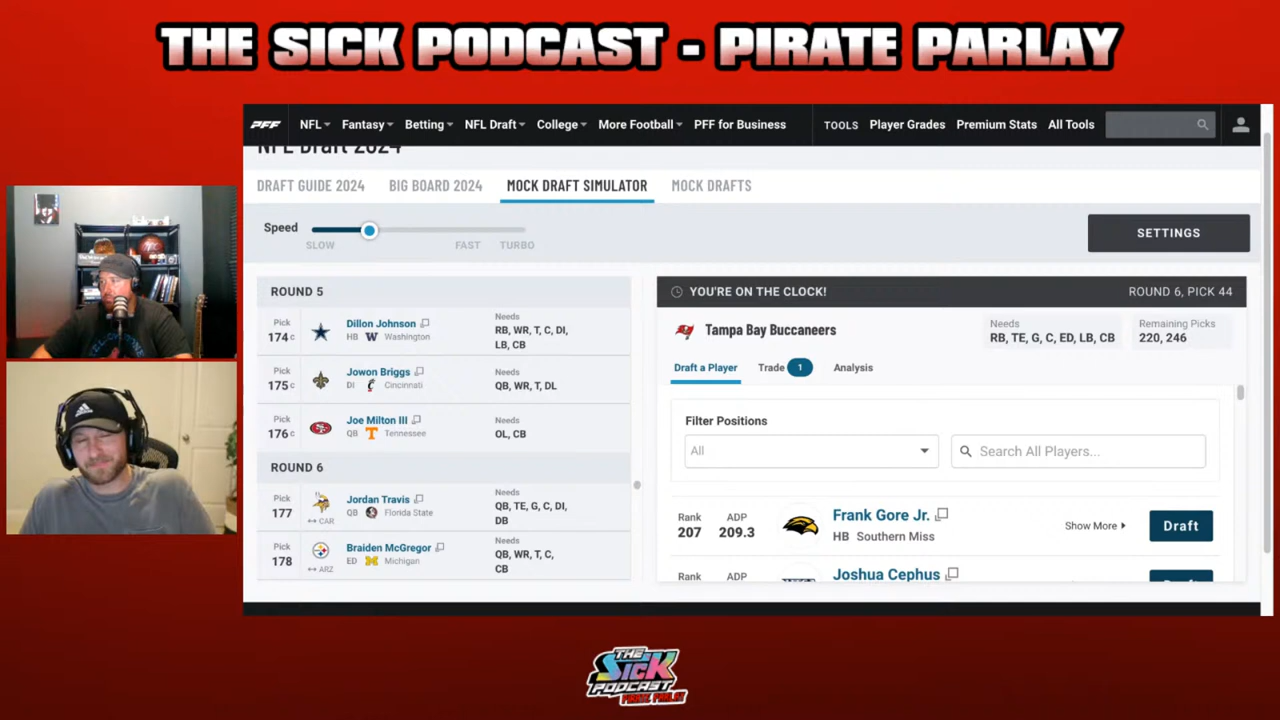 THE SICK PODCAST - PIRATE PARLAY
PFF NFL Fantasy Betting NFL Draft College More Football PFF for Business TOOLS Player Grades Premium Stats All Tools
NFL Draft 2024
DRAFT GUIDE 2024 BIG BOARD 2024 MOCK DRAFT SIMULATOR MOCK DRAFTS
Speed
SLOW FAST TURBO
SETTINGS
ROUND 5
Pick
174 c
Dillon Johnson
HB W Washington
Needs
RB, WR, T, C, DI,
LB, CB
Pick
175 c
Jowon Briggs
DI Cincinnati
Needs
QB, WR, T, DL
Pick
176 c
Joe Milton III
QB T Tennessee
Needs
OL, CB
ROUND 6
Pick
177
↔ CAR
Jordan Travis
QB Florida State
Needs
QB, TE, G, C, DI,
DB
Pick
178
↔ ARZ
Braiden McGregor
ED M Michigan
Needs
QB, WR, T, C,
CB
YOU'RE ON THE CLOCK! ROUND 6, PICK 44
Tampa Bay Buccaneers
Needs
RB, TE, G, C, ED, LB, CB
Remaining Picks
220, 246
Draft a Player Trade 1 Analysis
Filter Positions
All
Search All Players...
Rank
207
ADP
209.3
Frank Gore Jr.
HB Southern Miss
Show More
Draft
Rank
ADP
Joshua Cephus
THE
SICK
PODCAST
PIRATE PARLAY